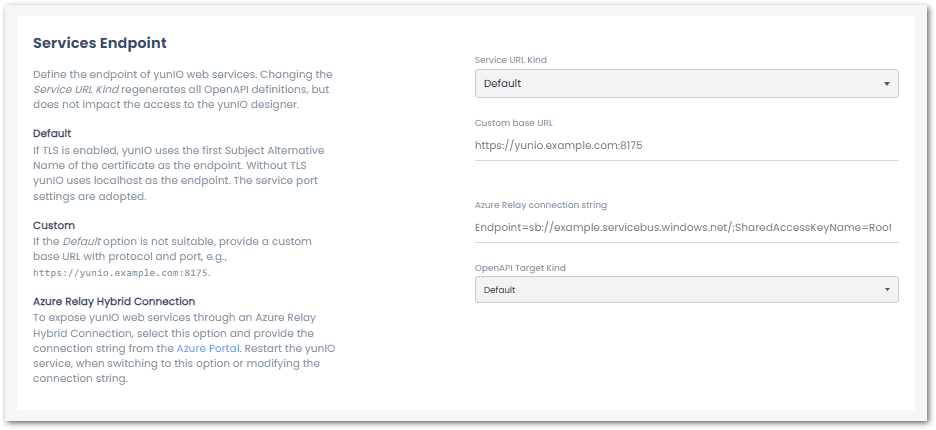 Services Endpoint
Define the endpoint of yunIO web services. Changing the
Service URL Kind regenerates all OpenAPI definitions, but
does not impact the access to the yunIO designer.
Default
If TLS is enabled, yunIO uses the first Subject Alternative
Name of the certificate as the endpoint. Without TLS
yunIO uses localhost as the endpoint. The service port
settings are adopted.
Custom
If the Default option is not suitable, provide a custom
base URL with protocol and port, e.g.,
https://yunio.example.com:8175.
Azure Relay Hybrid Connection
To expose yunIO web services through an Azure Relay
Hybrid Connection, select this option and provide the
connection string from the Azure Portal. Restart the yunIO
service, when switching to this option or modifying the
connection string.
Service URL Kind
Default
Custom base URL
https://yunio.example.com:8175
Azure Relay connection string
Endpoint=sb://example.servicebus.windows.net/;SharedAccessKeyName=Root
OpenAPI Target Kind
Default